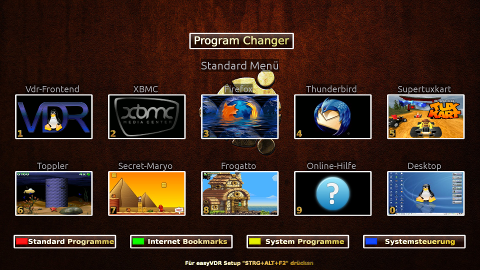 Program Changer
Standard Menü
Vdr-Frontend
XBMC
Firefox
Thunderbird
Supertuxkart
VDR
xbmc
MEDIA CENTER
TUX
KART
1
2
3
4
5
Toppler
Secret-Maryo
Frogatto
Online-Hilfe
Desktop
?
6
7
8
9
0
Standard Programme
Internet Bookmarks
System Programme
Systemsteuerung
Für easyVDR Setup "STRG+ALT+F2" drücken